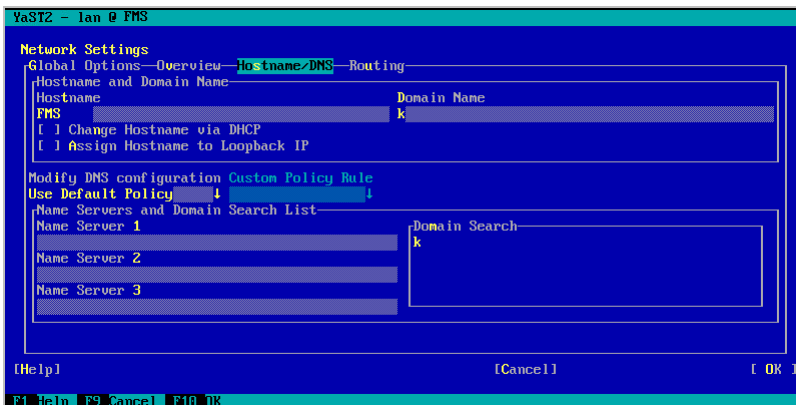 YaST2 - lan @ FMS
Network Settings
Global Options—Overview—Hostname/DNS—Routing
Hostname and Domain Name
Hostname Domain Name
FMS k
[ ] Change Hostname via DHCP
[ ] Assign Hostname to Loopback IP
Modify DNS configuration Custom Policy Rule
Use Default Policy↓ ↓
Name Servers and Domain Search List
Name Server 1 Domain Search
k
Name Server 2
Name Server 3
[Help] [Cancel] [ OK ]
F1 Help F9 Cancel F10 OK